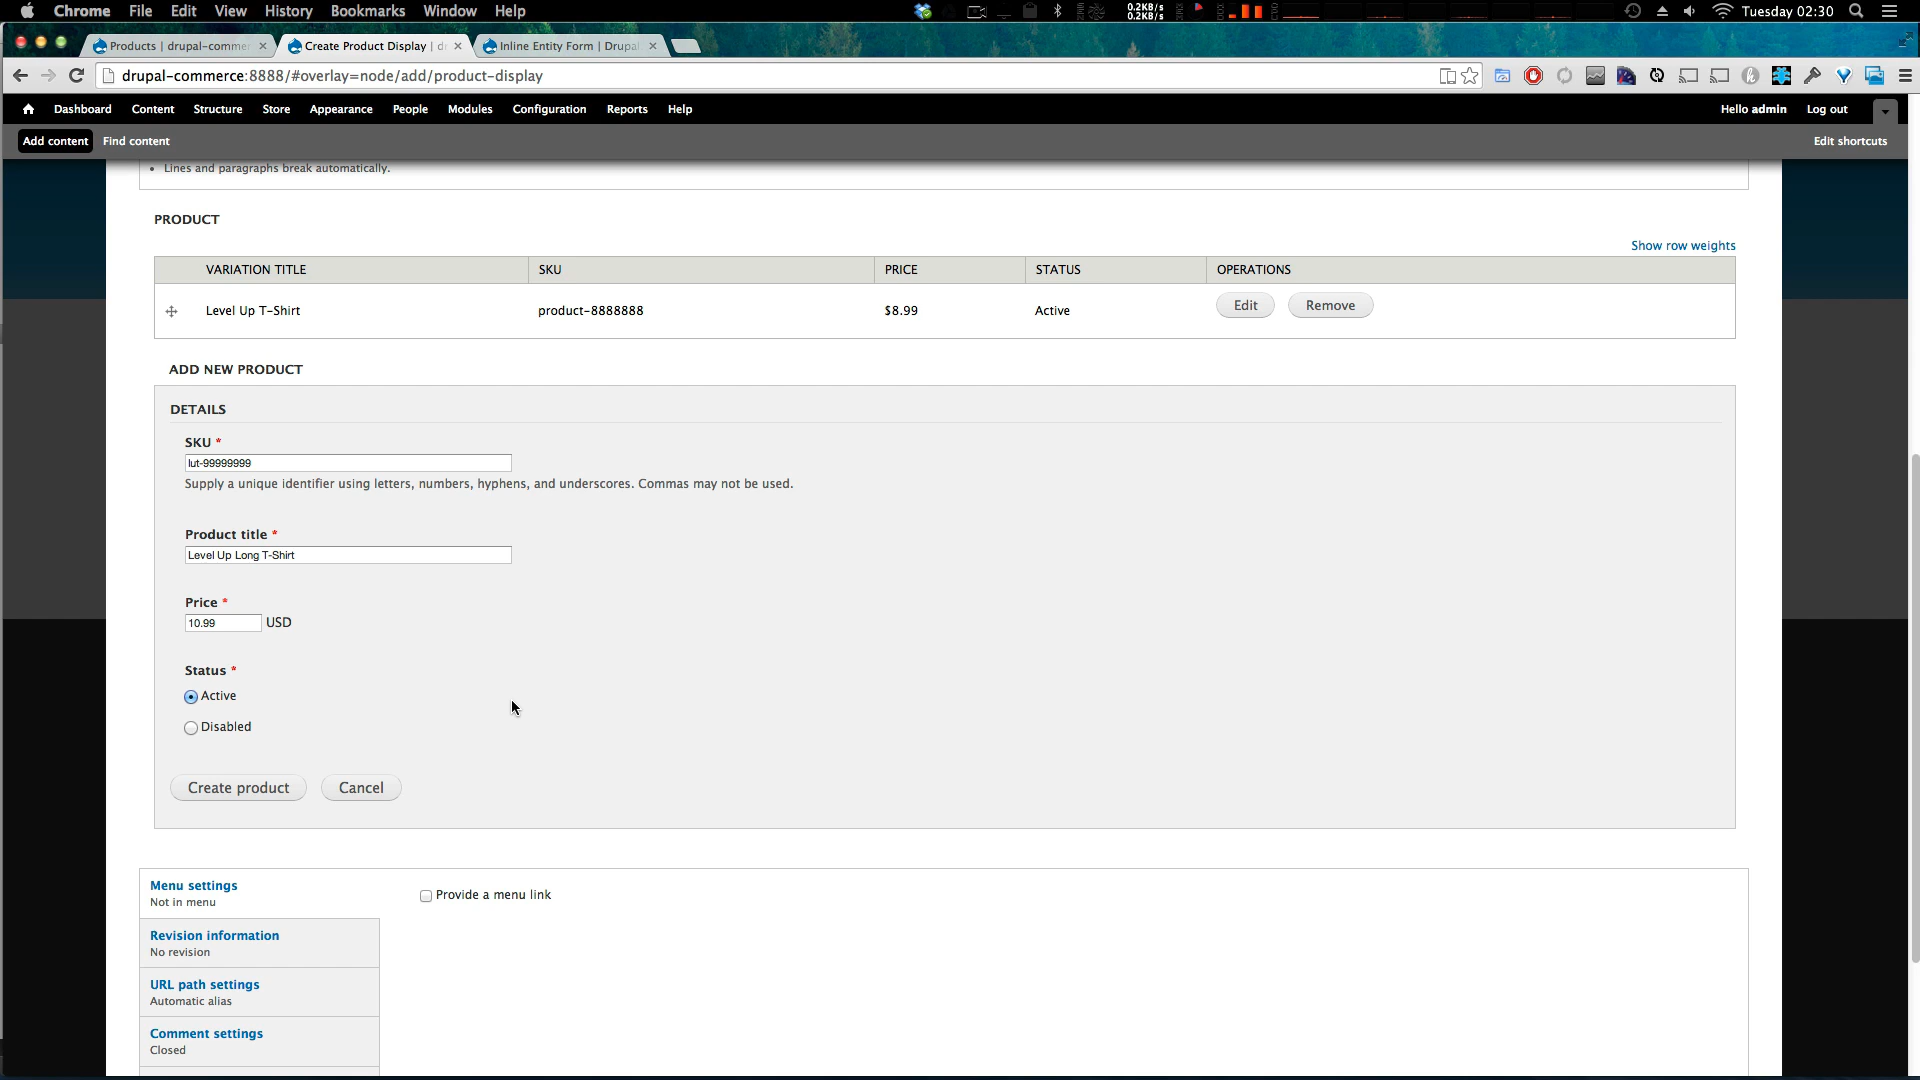 Chrome File Edit View History Bookmarks Window Help 0.2KB/s 0.2KB/s Tuesday 02:30
Products | drupal-comme Create Product Display | dr Inline Entity Form | Drupal
drupal-commerce:8888/#overlay=node/add/product-display
Dashboard Content Structure Store Appearance People Modules Configuration Reports Help Hello admin Log out
Add content Find content Edit shortcuts
Lines and paragraphs break automatically.
PRODUCT
Show row weights
VARIATION TITLE SKU PRICE STATUS OPERATIONS
Level Up T-Shirt product-8888888 $8.99 Active Edit Remove
ADD NEW PRODUCT
DETAILS
SKU *
lut-99999999
Supply a unique identifier using letters, numbers, hyphens, and underscores. Commas may not be used.
Product title *
Level Up Long T-Shirt
Price *
10.99 USD
Status *
Active
Disabled
Create product Cancel
Menu settings
Not in menu
Provide a menu link
Revision information
No revision
URL path settings
Automatic alias
Comment settings
Closed